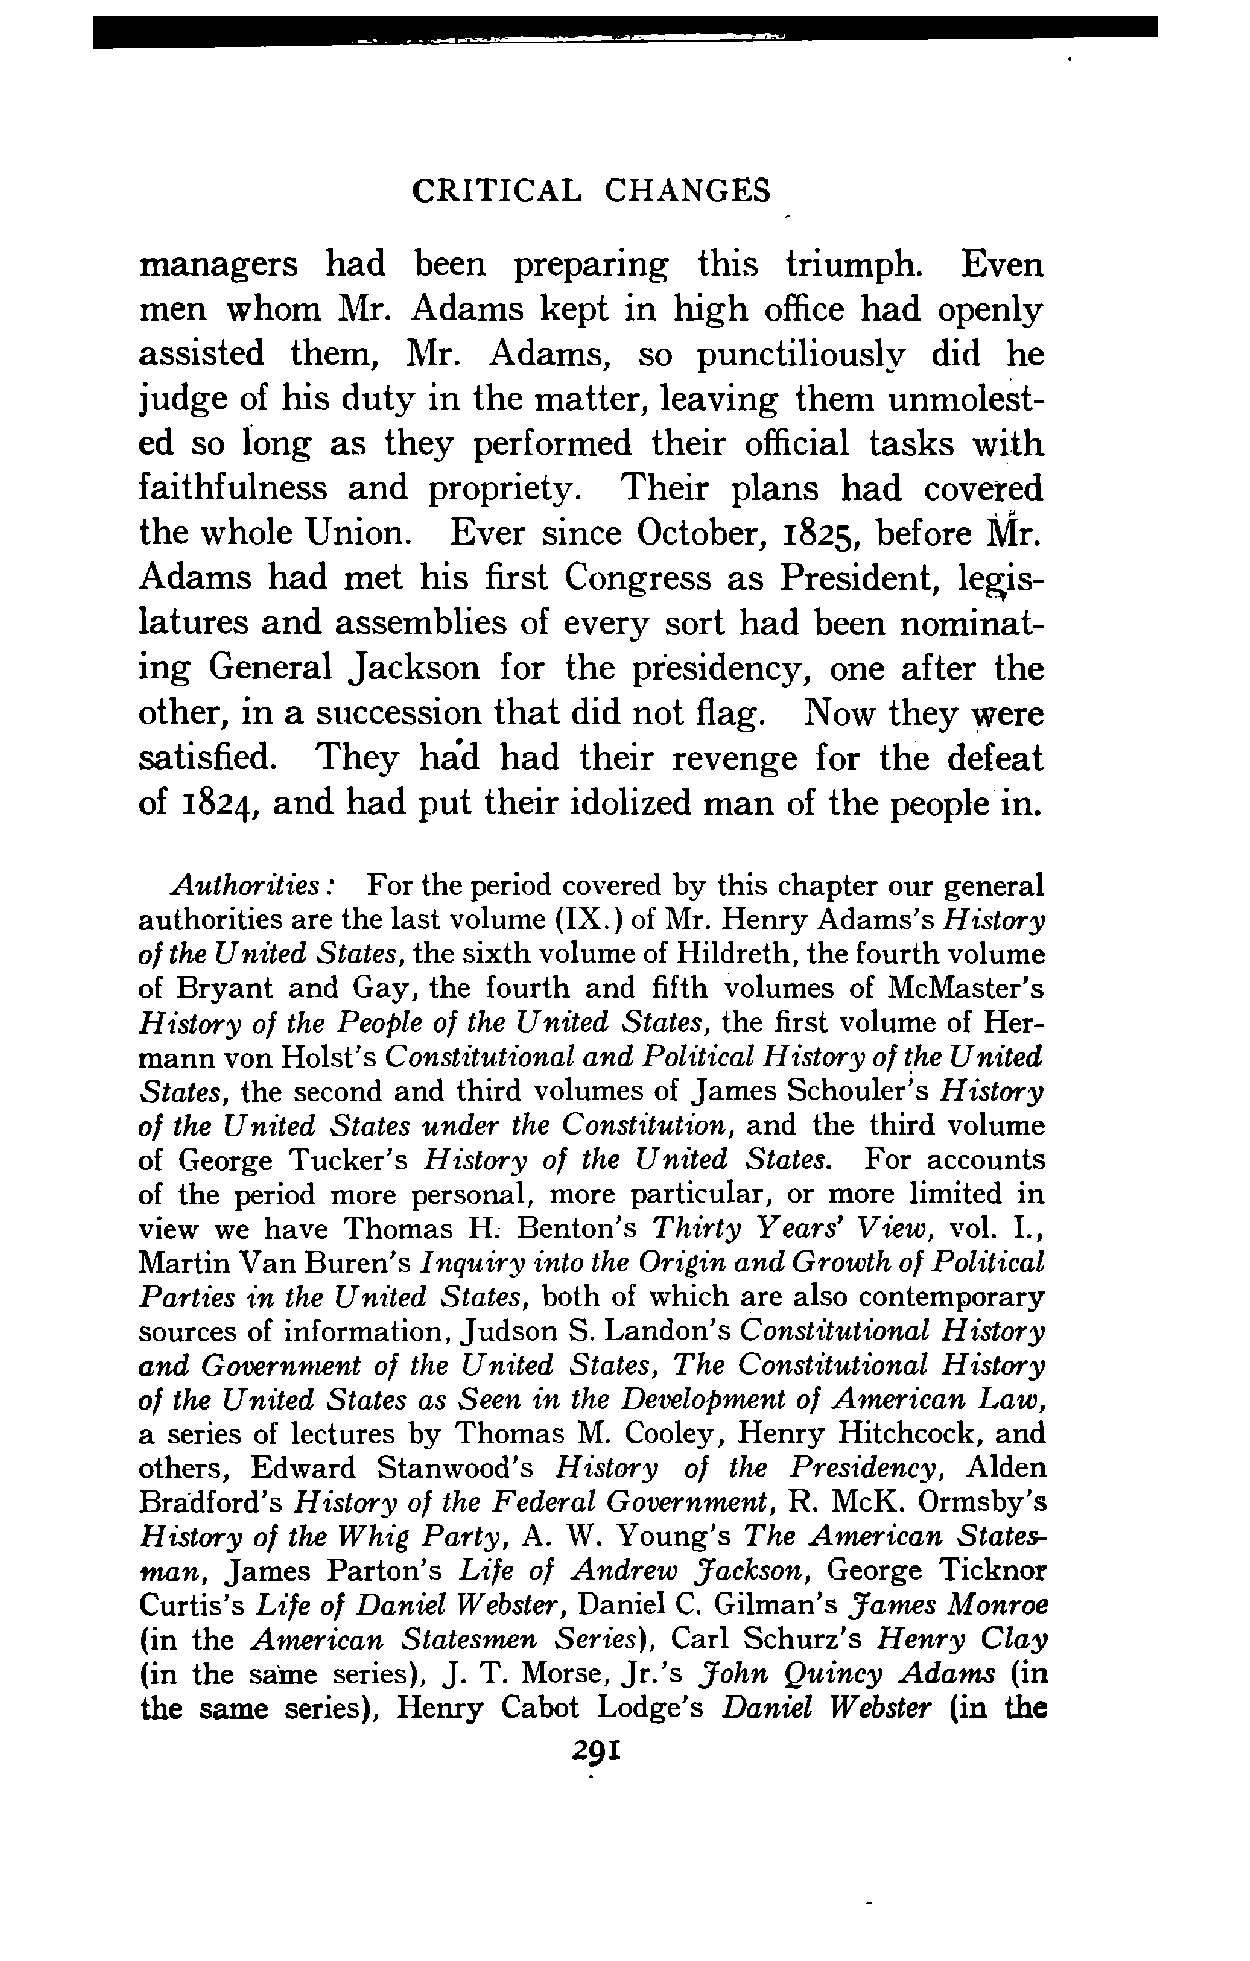 CRITICAL CHANGES
managers had been preparing this triumph. Even
men whom Mr. Adams kept in high office had openly
assisted them, Mr. Adams, so punctiliously did he
judge of his duty in the matter, leaving them unmolest-
ed so long as they performed their official tasks with
faithfulness and propriety. Their plans had covered
the whole Union. Ever since October, 1825, before Mr.
Adams had met his first Congress as President, legis-
latures and assemblies of every sort had been nominat-
ing General Jackson for the presidency, one after the
other, in a succession that did not flag. Now they were
satisfied. They had had their revenge for the defeat
of 1824, and had put their idolized man of the people in.
Authorities: For the period covered by this chapter our general
authorities are the last volume (IX.) of Mr. Henry Adams's History
of the United States, the sixth volume of Hildreth, the fourth volume
of Bryant and Gay, the fourth and fifth volumes of McMaster's
History of the People of the United States, the first volume of Her-
mann von Holst's Constitutional and Political History of the United
States, the second and third volumes of James Schouler's History
of the United States under the Constitution, and the third volume
of George Tucker's History of the United States. For accounts
of the period more personal, more particular, or more limited in
view we have Thomas H. Benton's Thirty Years' View, vol. I.,
Martin Van Buren's Inquiry into the Origin and Growth of Political
Parties in the United States, both of which are also contemporary
sources of information, Judson S. Landon's Constitutional History
and Government of the United States, The Constitutional History
of the United States as Seen in the Development of American Law,
a series of lectures by Thomas M. Cooley, Henry Hitchcock, and
others, Edward Stanwood's History of the Presidency, Alden
Bradford's History of the Federal Government, R. McK. Ormsby's
History of the Whig Party, A. W. Young's The American States-
man, James Parton's Life of Andrew Jackson, George Ticknor
Curtis's Life of Daniel Webster, Daniel C. Gilman's James Monroe
(in the American Statesmen Series), Carl Schurz's Henry Clay
(in the same series), J. T. Morse, Jr.'s John Quincy Adams (in
the same series), Henry Cabot Lodge's Daniel Webster (in the
291